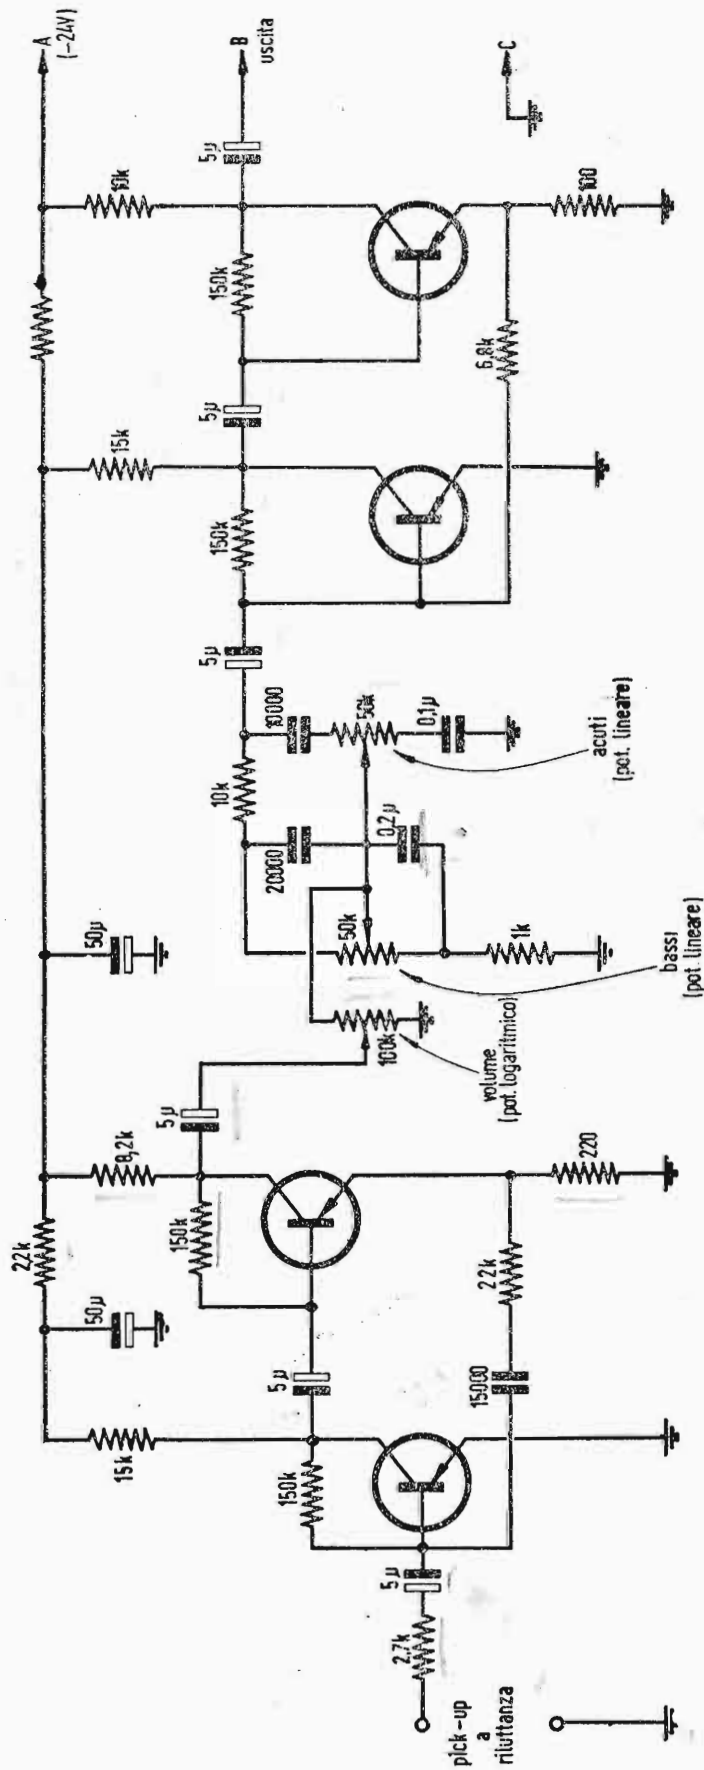 A
(-24V)
2,2k
50µ
50µ
15k
8,2k
15k
10k
150k
5µ
5µ
150k
5µ
150k
5µ
B
uscita
10k
20000
10000
150k
5µ
50k
0,2µ
50k
0,1µ
100k
1k
5µ
2,7k
volume
(pot. logaritmico)
bassi
(pot. lineare)
acuti
(pot. lineare)
15000
22k
220
6,8k
100
C
pick-up
a
riluttanza